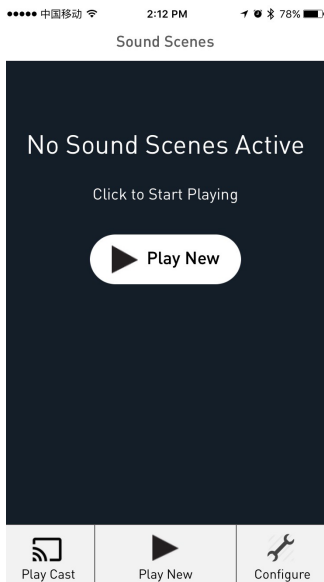 中国移动 2:12 PM 78%
Sound Scenes
No Sound Scenes Active
Click to Start Playing
Play New
Play Cast Play New Configure